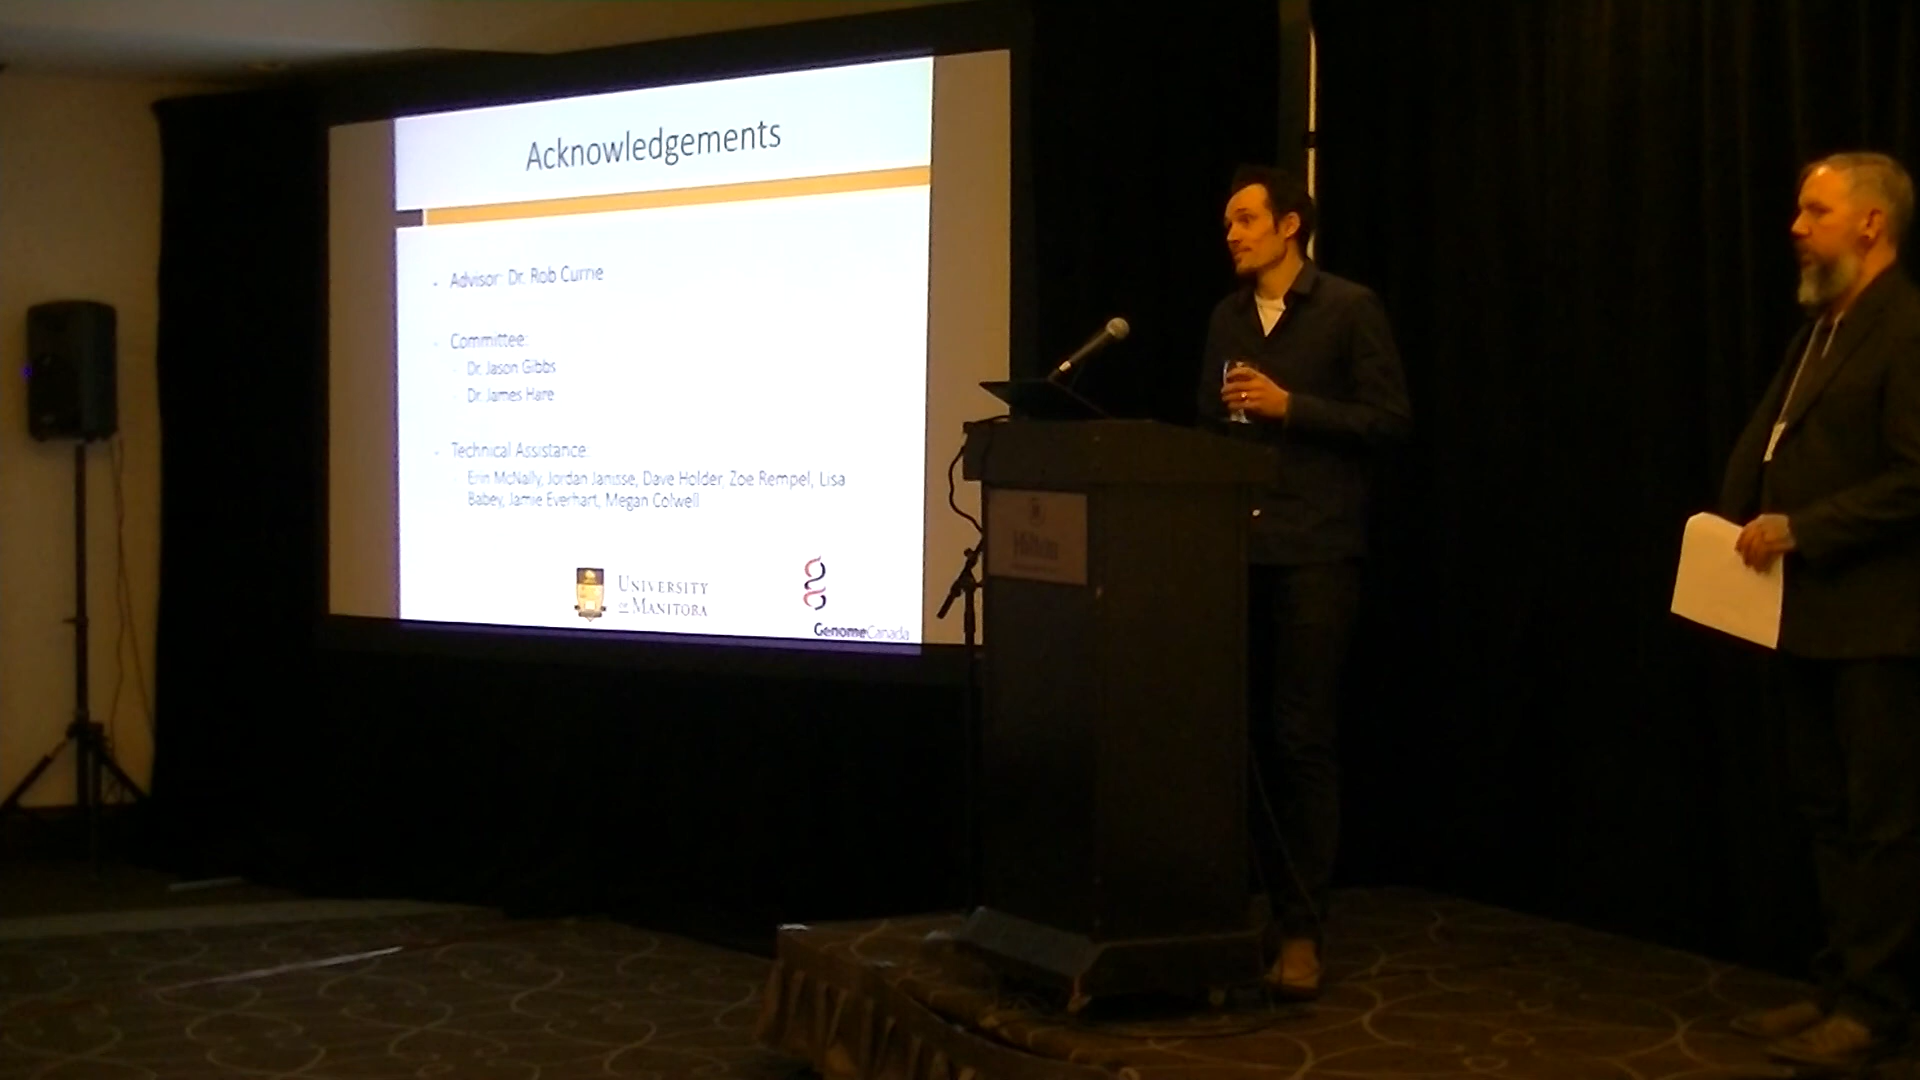 Acknowledgements
Advisor: Dr. Rob Currie
Committee:
Dr. Jason Gibbs
Dr. James Hare
Technical Assistance:
Erin McNally, Jordan Janisse, Dave Holder, Zoe Rempel, Lisa
Babey, Jamie Everhart, Megan Colwell
UNIVERSITY
OF MANITOBA
GenomeCanada
Hilton